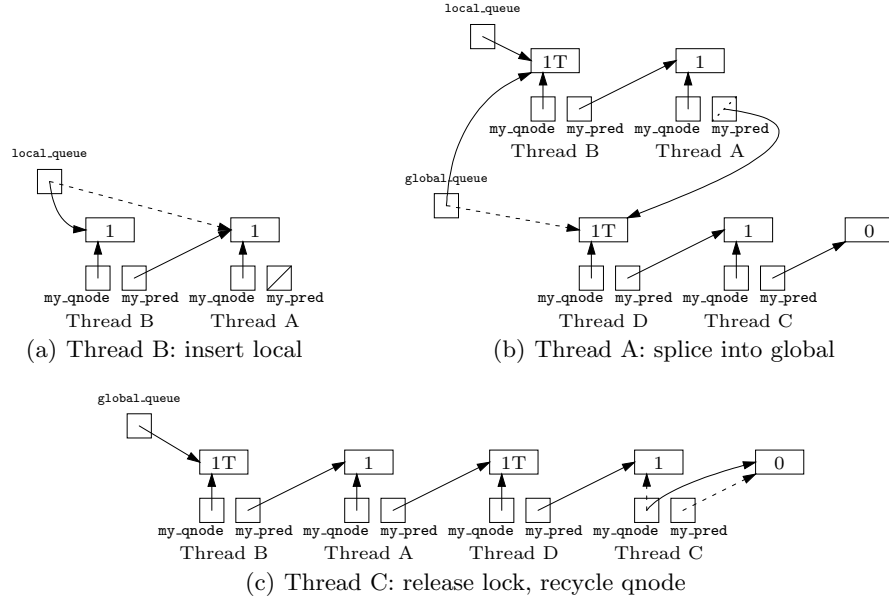 local_queue
1
1
my_qnode my_pred my_qnode my_pred
Thread B Thread A
(a) Thread B: insert local
local_queue
1T
1
my_qnode my_pred my_qnode my_pred
Thread B Thread A
global_queue
1T
1
0
my_qnode my_pred my_qnode my_pred
Thread D Thread C
(b) Thread A: splice into global
global_queue
1T
1
1T
1
0
my_qnode my_pred my_qnode my_pred my_qnode my_pred my_qnode my_pred
Thread B Thread A Thread D Thread C
(c) Thread C: release lock, recycle qnode